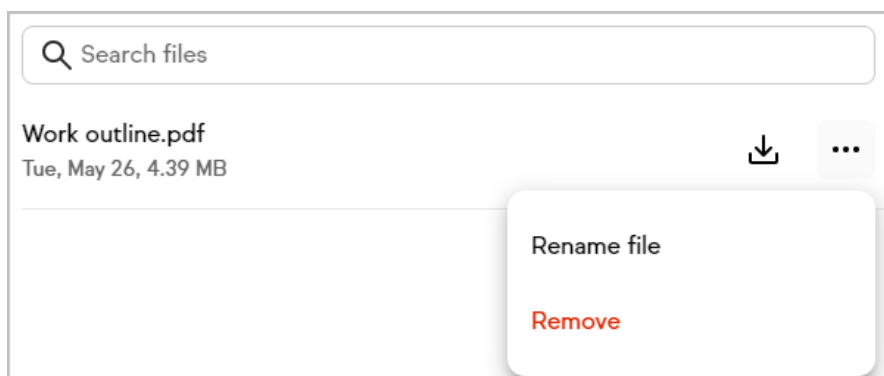 Search files
Work outline.pdf
Tue, May 26, 4.39 MB
Rename file
Remove